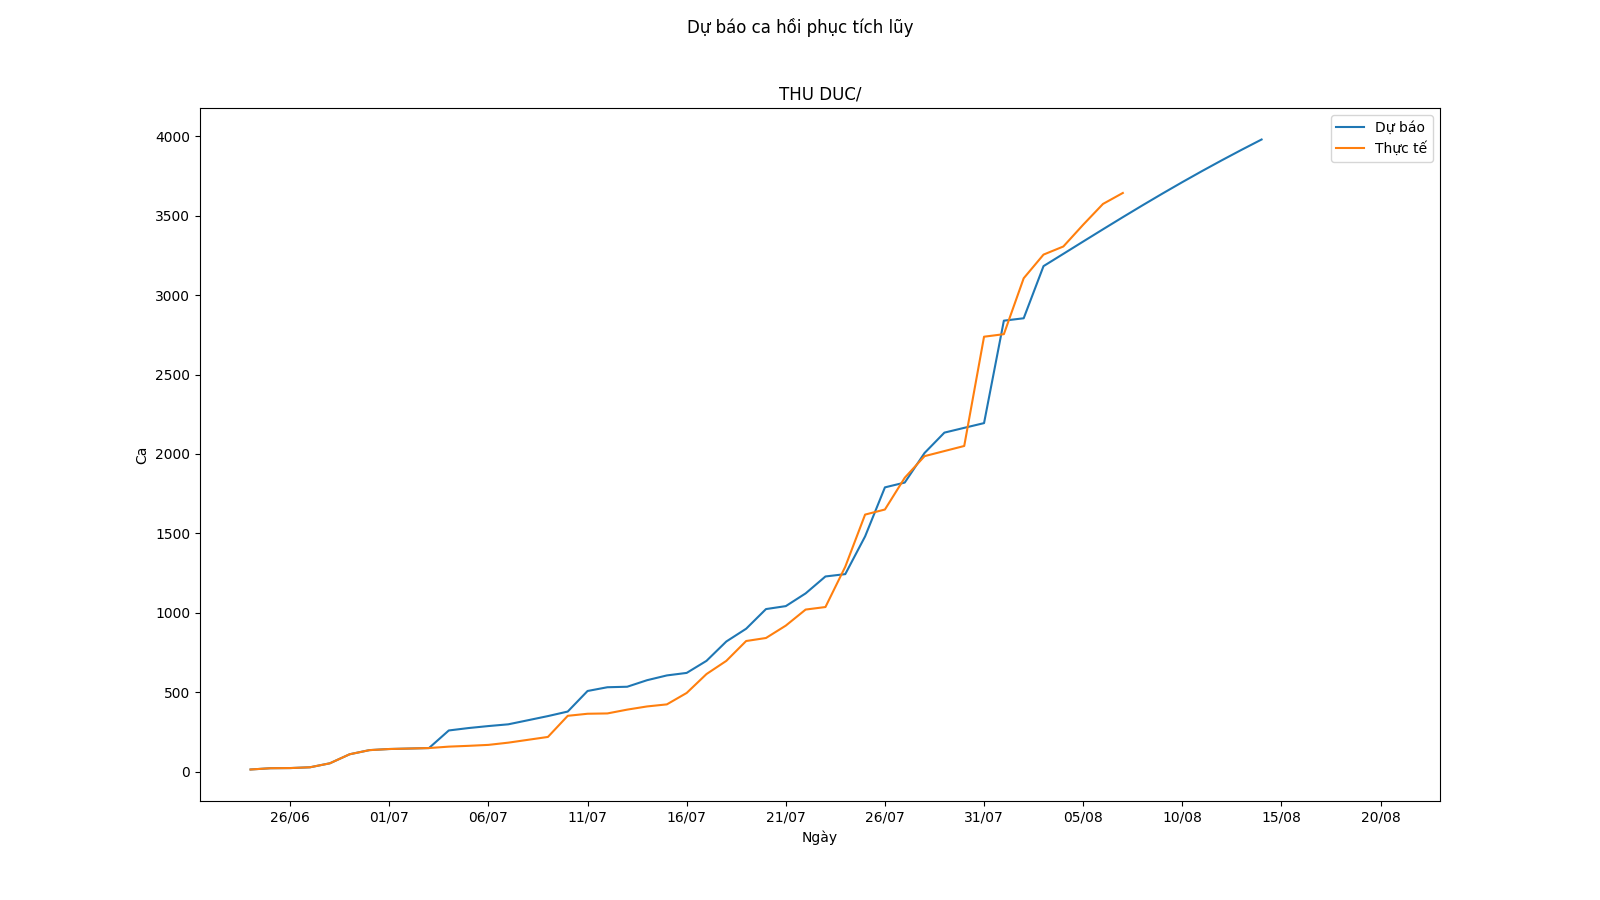 Dự báo ca hồi phục tích lũy
THU DUC/
Dự báo
Thực tế
4000
3500
3000
2500
2000
1500
1000
500
0
Ca
26/06 01/07 06/07 11/07 16/07 21/07 26/07 31/07 05/08 10/08 15/08 20/08
Ngày